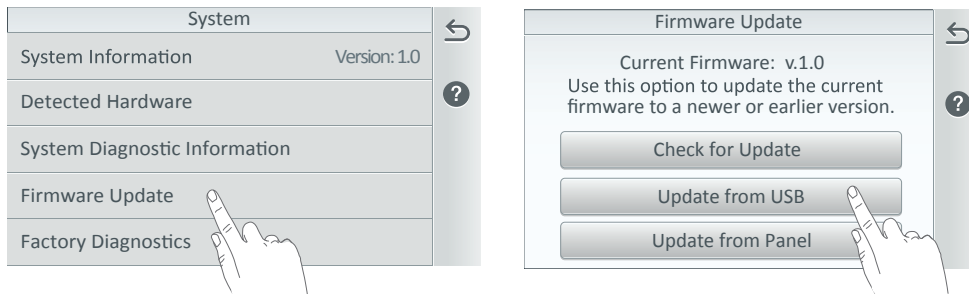 System
System Information Version: 1.0
Detected Hardware
System Diagnostic Information
Firmware Update
Factory Diagnostics
?
Firmware Update
Current Firmware: v.1.0
Use this option to update the current
firmware to a newer or earlier version.
Check for Update
Update from USB
Update from Panel
?